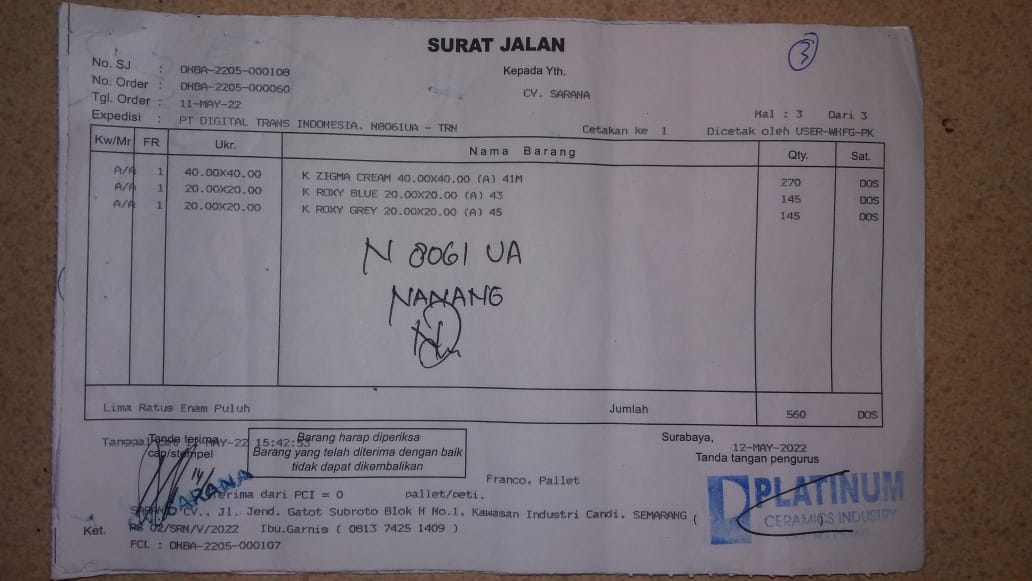 SURAT JALAN
3
No. SJ : DHBA-2205-000108
Kepada Yth.
No. Order : DHBA-2205-000060
CV. SARANA
Tgl. Order : 11-MAY-22
Hal : 3 Dari 3
Expedisi : PT DIGITAL TRANS INDONESIA. N8061UA - TRN
Cetakan ke 1 Dicetak oleh USER-WHFG-PK
Kw/Mr FR Ukr. Nama Barang Qty. Sat.
A/A 1 40.00X40.00 K ZIGMA CREAM 40.00X40.00 (A) 41M 270 DOS
A/A 1 20.00X20.00 K ROXY BLUE 20.00X20.00 (A) 43 145 DOS
A/A 1 20.00X20.00 K ROXY GREY 20.00X20.00 (A) 45 145 DOS
N 8061 UA
NANANG
Lima Ratus Enam Puluh Jumlah 560 DOS
Tanda terima
cap/stempel
15:42:53
Barang harap diperiksa
Barang yang telah diterima dengan baik
tidak dapat dikembalikan
Surabaya,
12-MAY-2022
Tanda tangan pengurus
Franco. Pallet
CV. SARANA
terima dari PCI = 0 pallet/peti.
PLATINUM
CERAMICS INDUSTRY
CV.. Jl. Jend. Gatot Subroto Blok H No.1. Kawasan Industri Candi. SEMARANG (
Ket. 02/SRN/V/2022 Ibu.Garnis ( 0813 7425 1409 )
FCL : DHBA-2205-000107